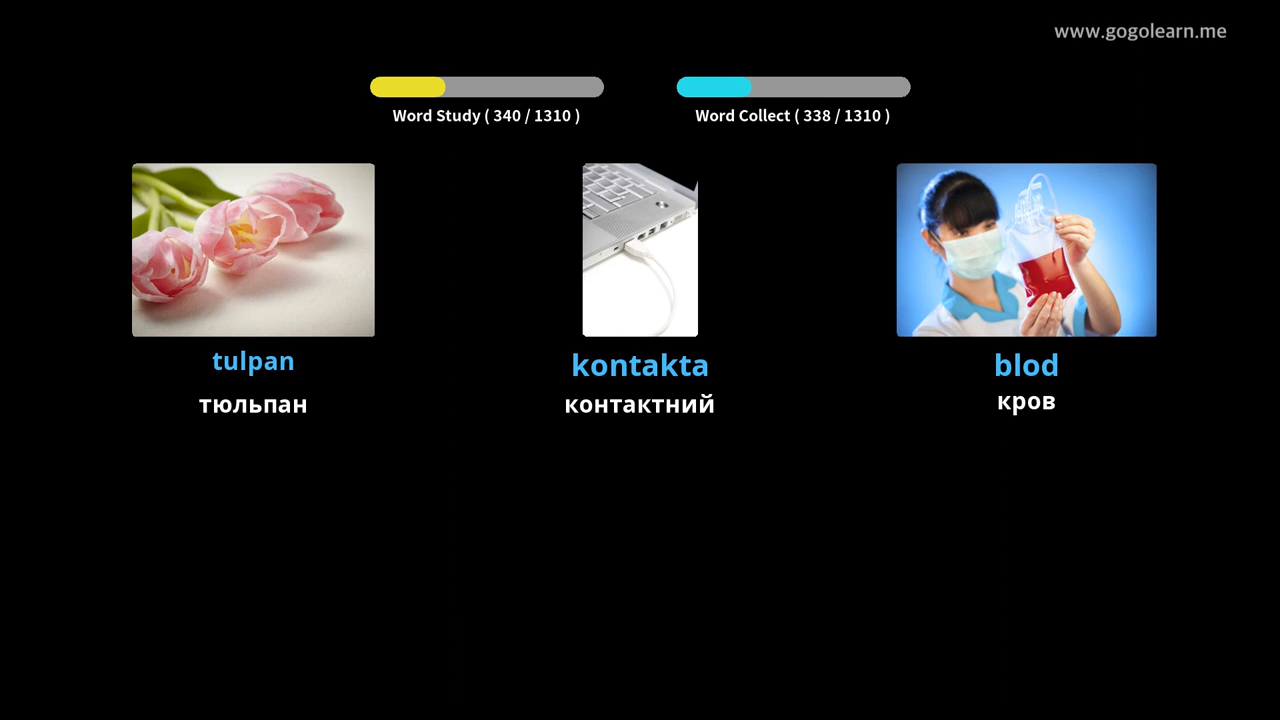 www.gogolearn.me
Word Study ( 340 / 1310 )
Word Collect ( 338 / 1310 )
tulpan
kontakta
blod
тюльпан
контактний
кров